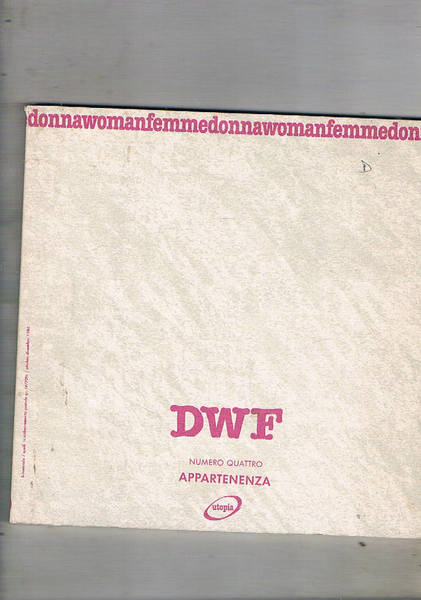 donnawomanfemmedonnawomanfemmedon
D
DWF
NUMERO QUATTRO
APPARTENENZA
utopia